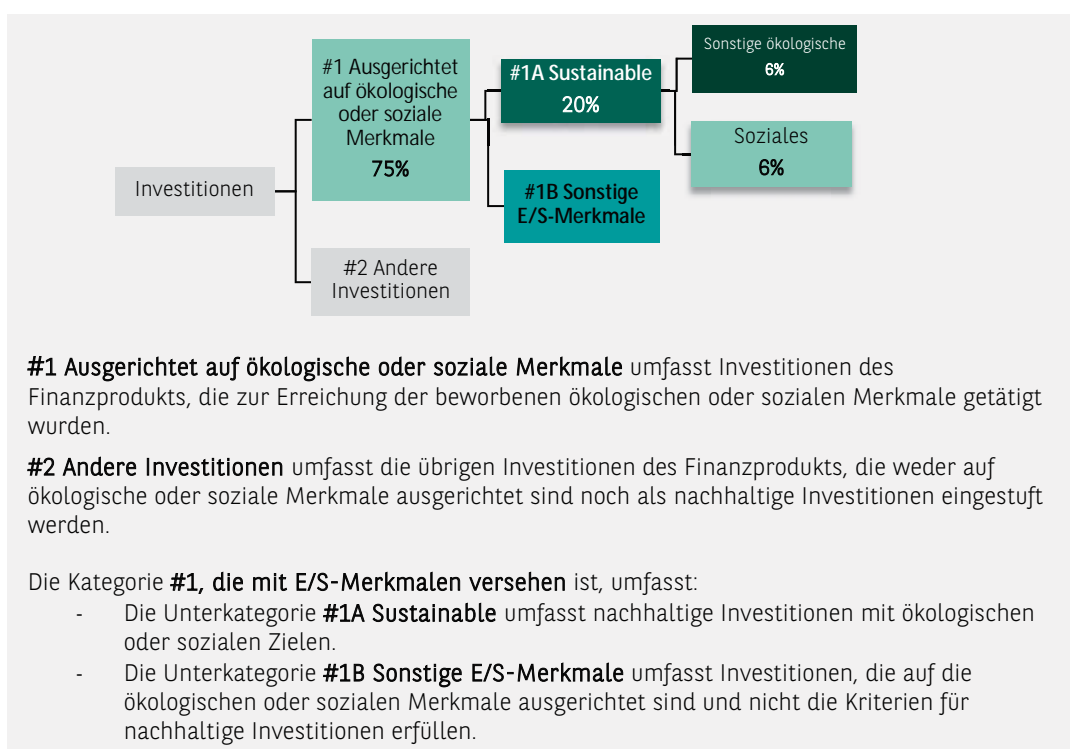 #1 Ausgerichtet
auf ökologische
oder soziale
Merkmale
75%
#1A Sustainable
20%
Sonstige ökologische
6%
Soziales
6%
Investitionen
#1B Sonstige
E/S-Merkmale
#2 Andere
Investitionen
#1 Ausgerichtet auf ökologische oder soziale Merkmale umfasst Investitionen des
Finanzprodukts, die zur Erreichung der beworbenen ökologischen oder sozialen Merkmale getätigt
wurden.
#2 Andere Investitionen umfasst die übrigen Investitionen des Finanzprodukts, die weder auf
ökologische oder soziale Merkmale ausgerichtet sind noch als nachhaltige Investitionen eingestuft
werden.
Die Kategorie #1, die mit E/S-Merkmalen versehen ist, umfasst:
- Die Unterkategorie #1A Sustainable umfasst nachhaltige Investitionen mit ökologischen
oder sozialen Zielen.
- Die Unterkategorie #1B Sonstige E/S-Merkmale umfasst Investitionen, die auf die
ökologischen oder sozialen Merkmale ausgerichtet sind und nicht die Kriterien für
nachhaltige Investitionen erfüllen.